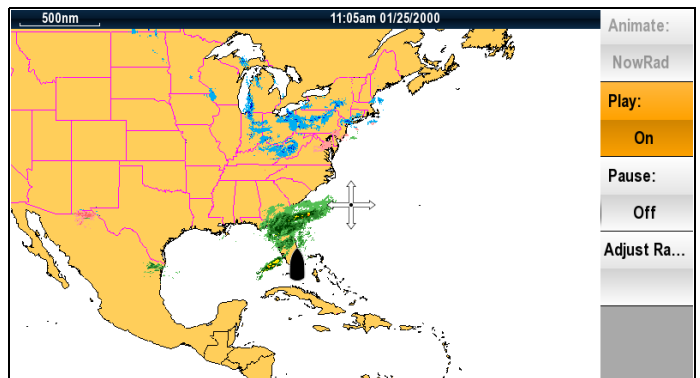 500nm
11:05am 01/25/2000
Animate:
NowRad
Play:
On
Pause:
Off
Adjust Ra...